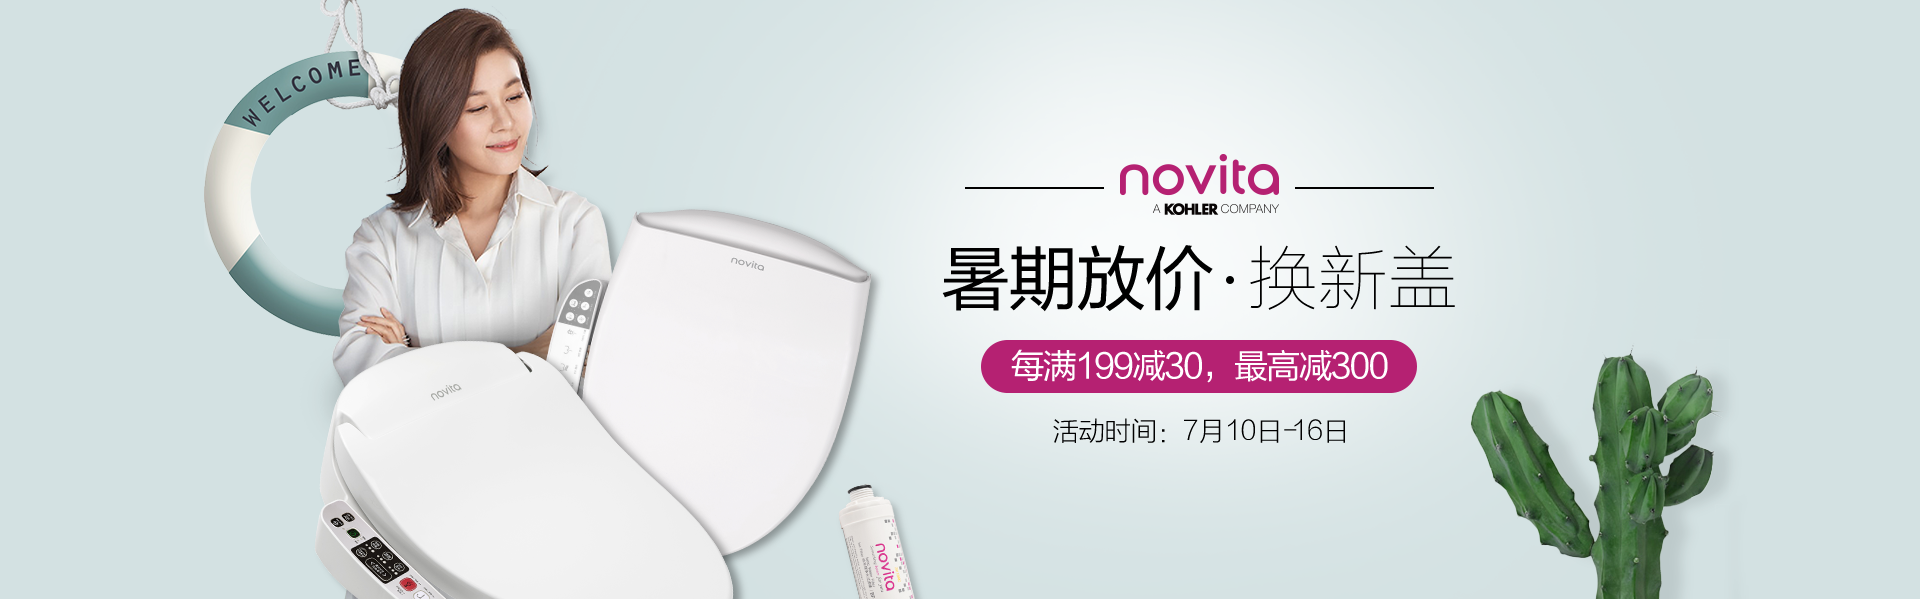 WELCOME
novita
novita
novita
novita
A KOHLER COMPANY
暑期放价·换新盖
每满199减30，最高减300
活动时间：7月10日-16日